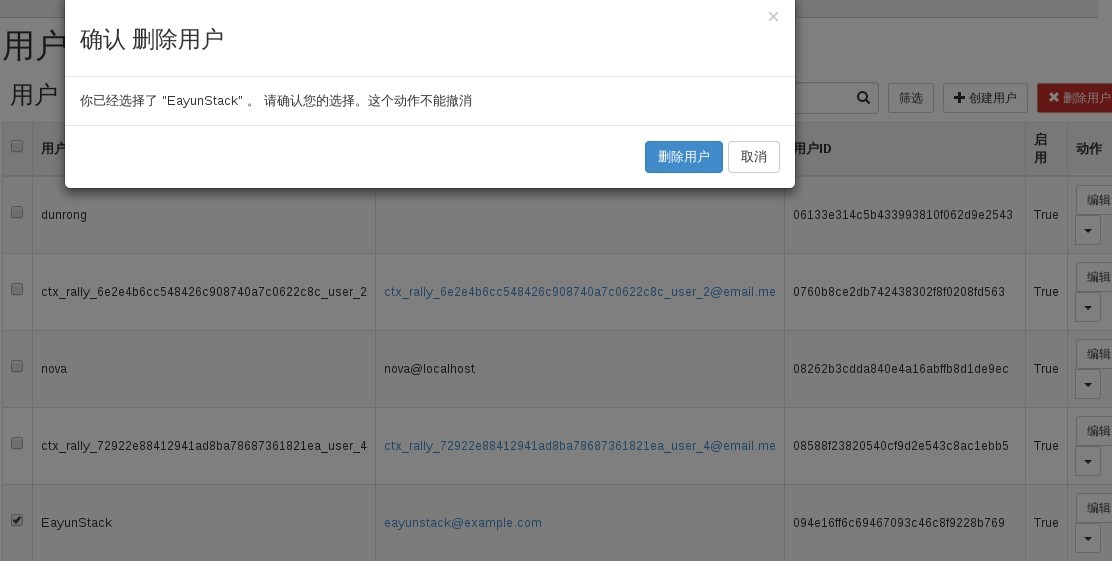 ×
确认 删除用户
你已经选择了 "EayunStack" 。 请确认您的选择。这个动作不能撤消
删除用户 取消
用户
用户 筛选 创建用户 删除用户
用户 用户ID 启用 动作
dunrong 06133e314c5b433993810f062d9e2543 True 编辑
ctx_rally_6e2e4b6cc548426c908740a7c0622c8c_user_2 ctx_rally_6e2e4b6cc548426c908740a7c0622c8c_user_2@email.me 0760b8ce2db742438302f8f0208fd563 True 编辑
nova nova@localhost 08262b3cdda840e4a16abffb8d1de9ec True 编辑
ctx_rally_72922e88412941ad8ba78687361821ea_user_4 ctx_rally_72922e88412941ad8ba78687361821ea_user_4@email.me 08588f23820540cf9d2e543c8ac1ebb5 True 编辑
EayunStack eayunstack@example.com 094e16ff6c69467093c46c8f9228b769 True 编辑